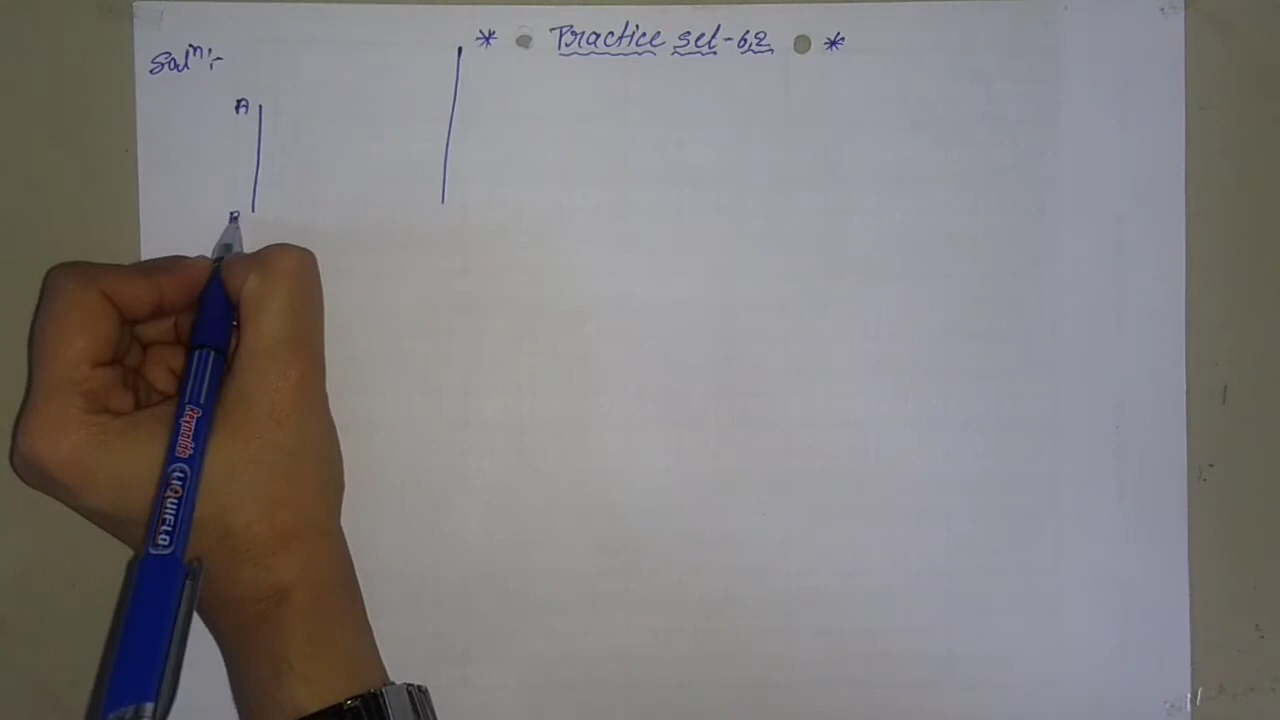 * Practice set-6.2 *
Solⁿ:-
A
B
Reynolds LIQUIFLO